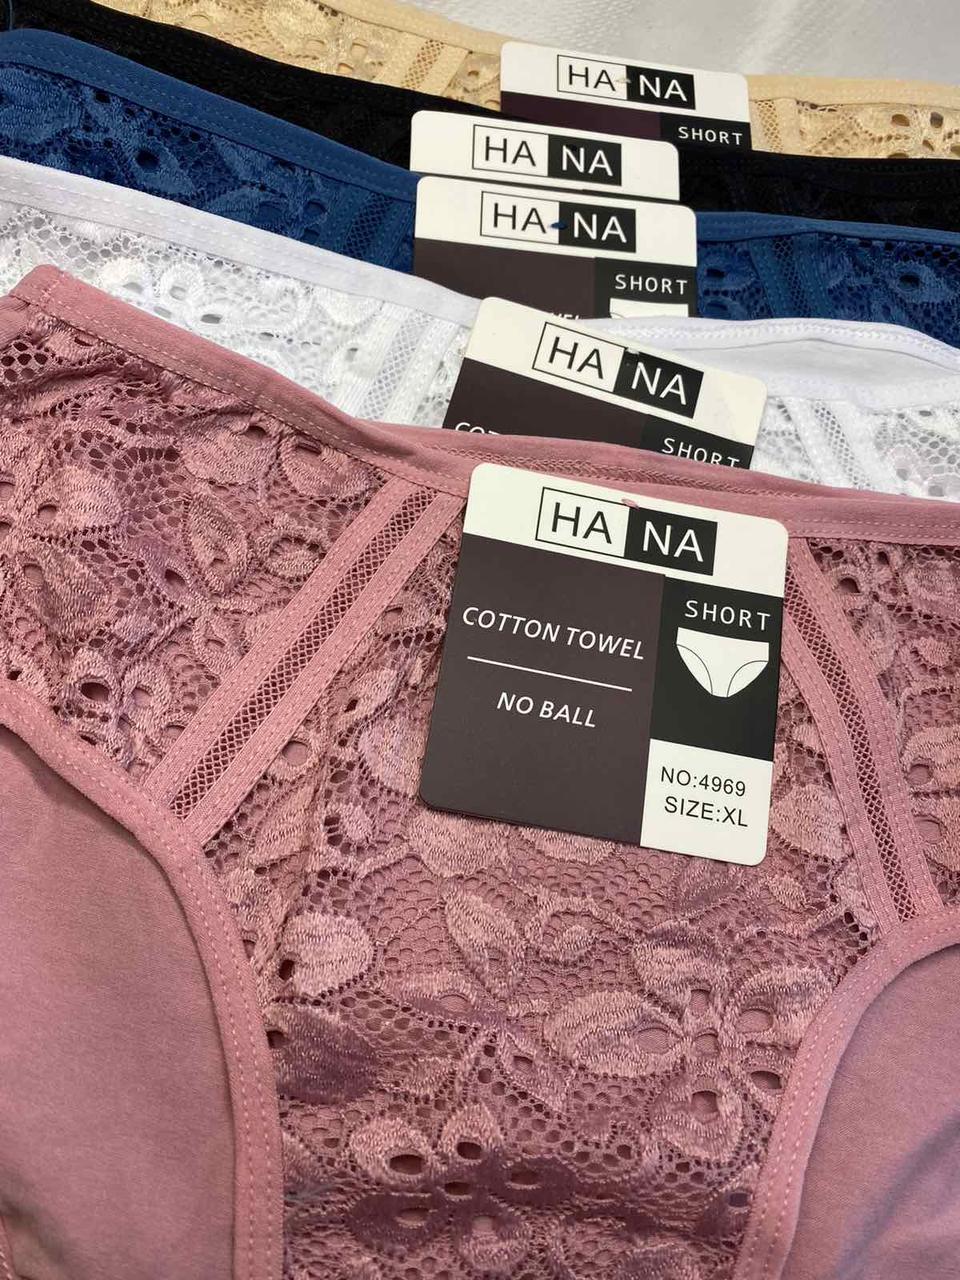 HA NA
SHORT
HA NA
HA NA
SHORT
HA NA
SHORT
HA NA
SHORT
COTTON TOWEL
NO BALL
NO:4969
SIZE:XL